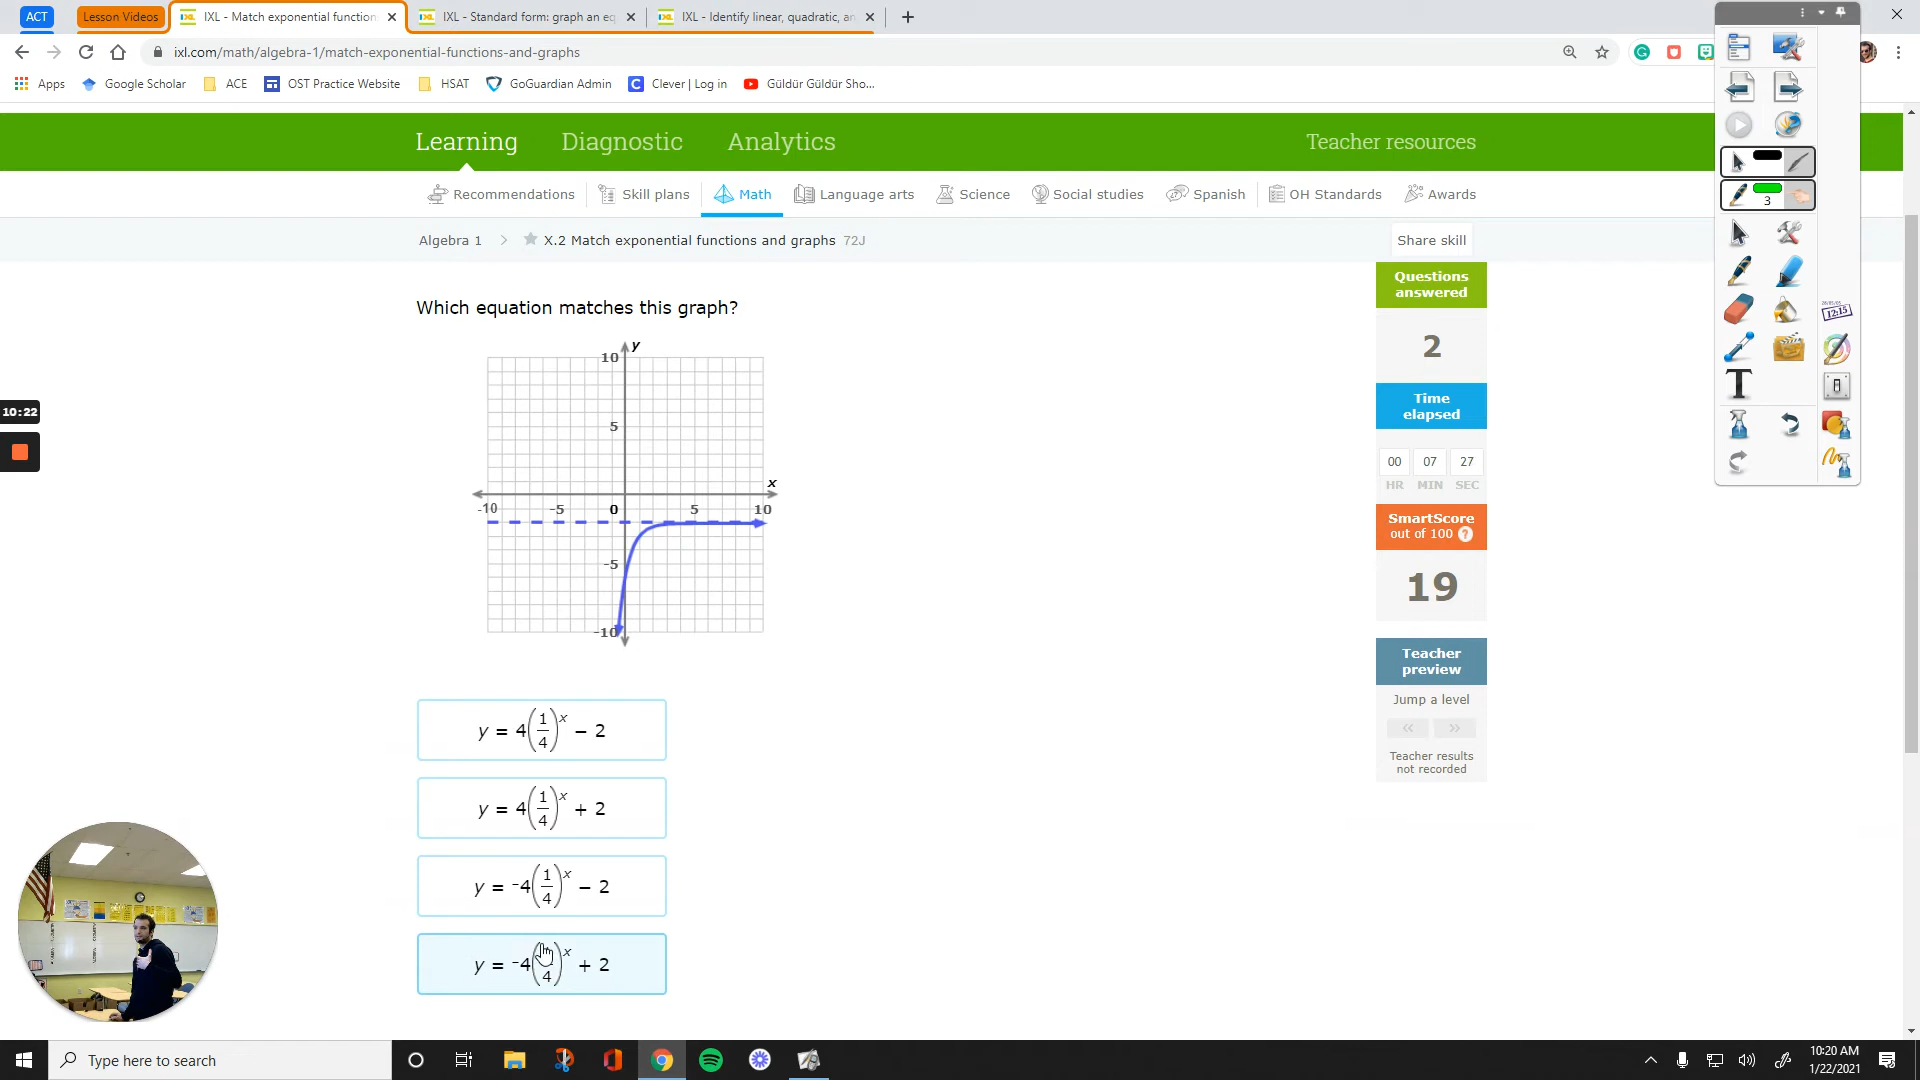 ACT
Lesson Videos
IXL - Match exponential function
IXL - Standard form: graph an eq
IXL - Identify linear, quadratic, an
ixl.com/math/algebra-1/match-exponential-functions-and-graphs
Apps
Google Scholar
ACE
OST Practice Website
HSAT
GoGuardian Admin
Clever | Log in
Güldür Güldür Sho...
Learning
Diagnostic
Analytics
Teacher resources
Recommendations
Skill plans
Math
Language arts
Science
Social studies
Spanish
OH Standards
Awards
Algebra 1
X.2 Match exponential functions and graphs 72J
Share skill
Which equation matches this graph?
y
10
5
x
-10
-5
0
5
10
-5
-10
y = 4(1/4)^x − 2
y = 4(1/4)^x + 2
y = -4(1/4)^x − 2
y = -4( /4)^x + 2
Questions
answered
2
Time
elapsed
00 07 27
HR MIN SEC
SmartScore
out of 100 ?
19
Teacher
preview
Jump a level
<< >>
Teacher results
not recorded
10:22
3
12:15
T
Type here to search
10:20 AM
1/22/2021